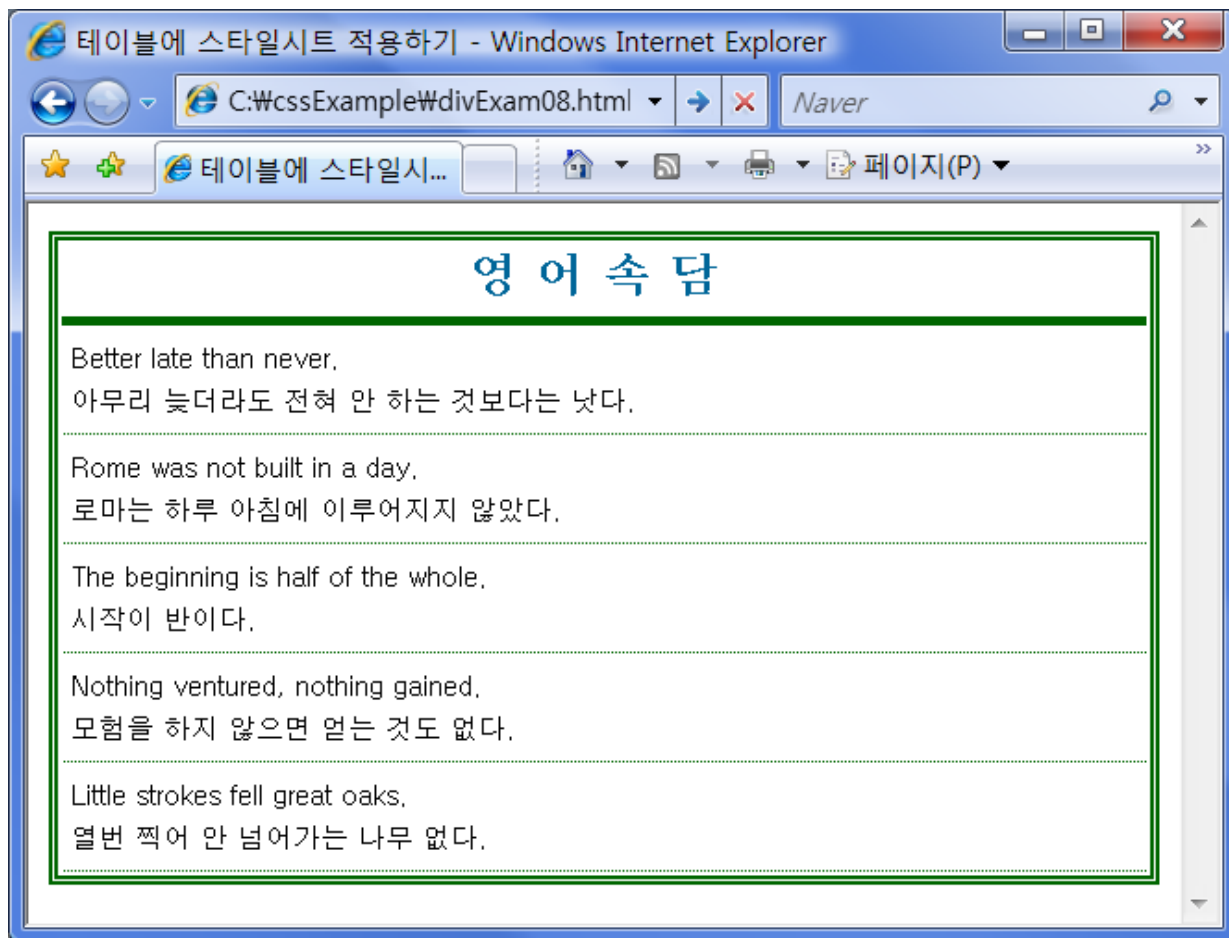 테이블에 스타일시트 적용하기 - Windows Internet Explorer
C:₩cssExample₩divExam08.html
Naver
테이블에 스타일시...
페이지(P)
영 어 속 담
Better late than never.
아무리 늦더라도 전혀 안 하는 것보다는 낫다.
Rome was not built in a day.
로마는 하루 아침에 이루어지지 않았다.
The beginning is half of the whole.
시작이 반이다.
Nothing ventured, nothing gained.
모험을 하지 않으면 얻는 것도 없다.
Little strokes fell great oaks.
열번 찍어 안 넘어가는 나무 없다.